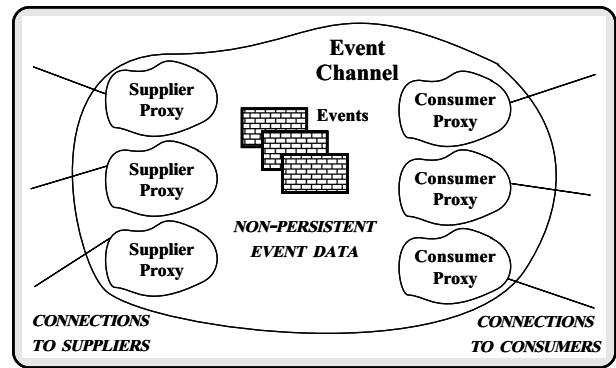 Event
Channel
Supplier
Proxy
Events
Consumer
Proxy
Supplier
Proxy
Consumer
Proxy
NON-PERSISTENT
EVENT DATA
Supplier
Proxy
Consumer
Proxy
CONNECTIONS
TO SUPPLIERS
CONNECTIONS
TO CONSUMERS